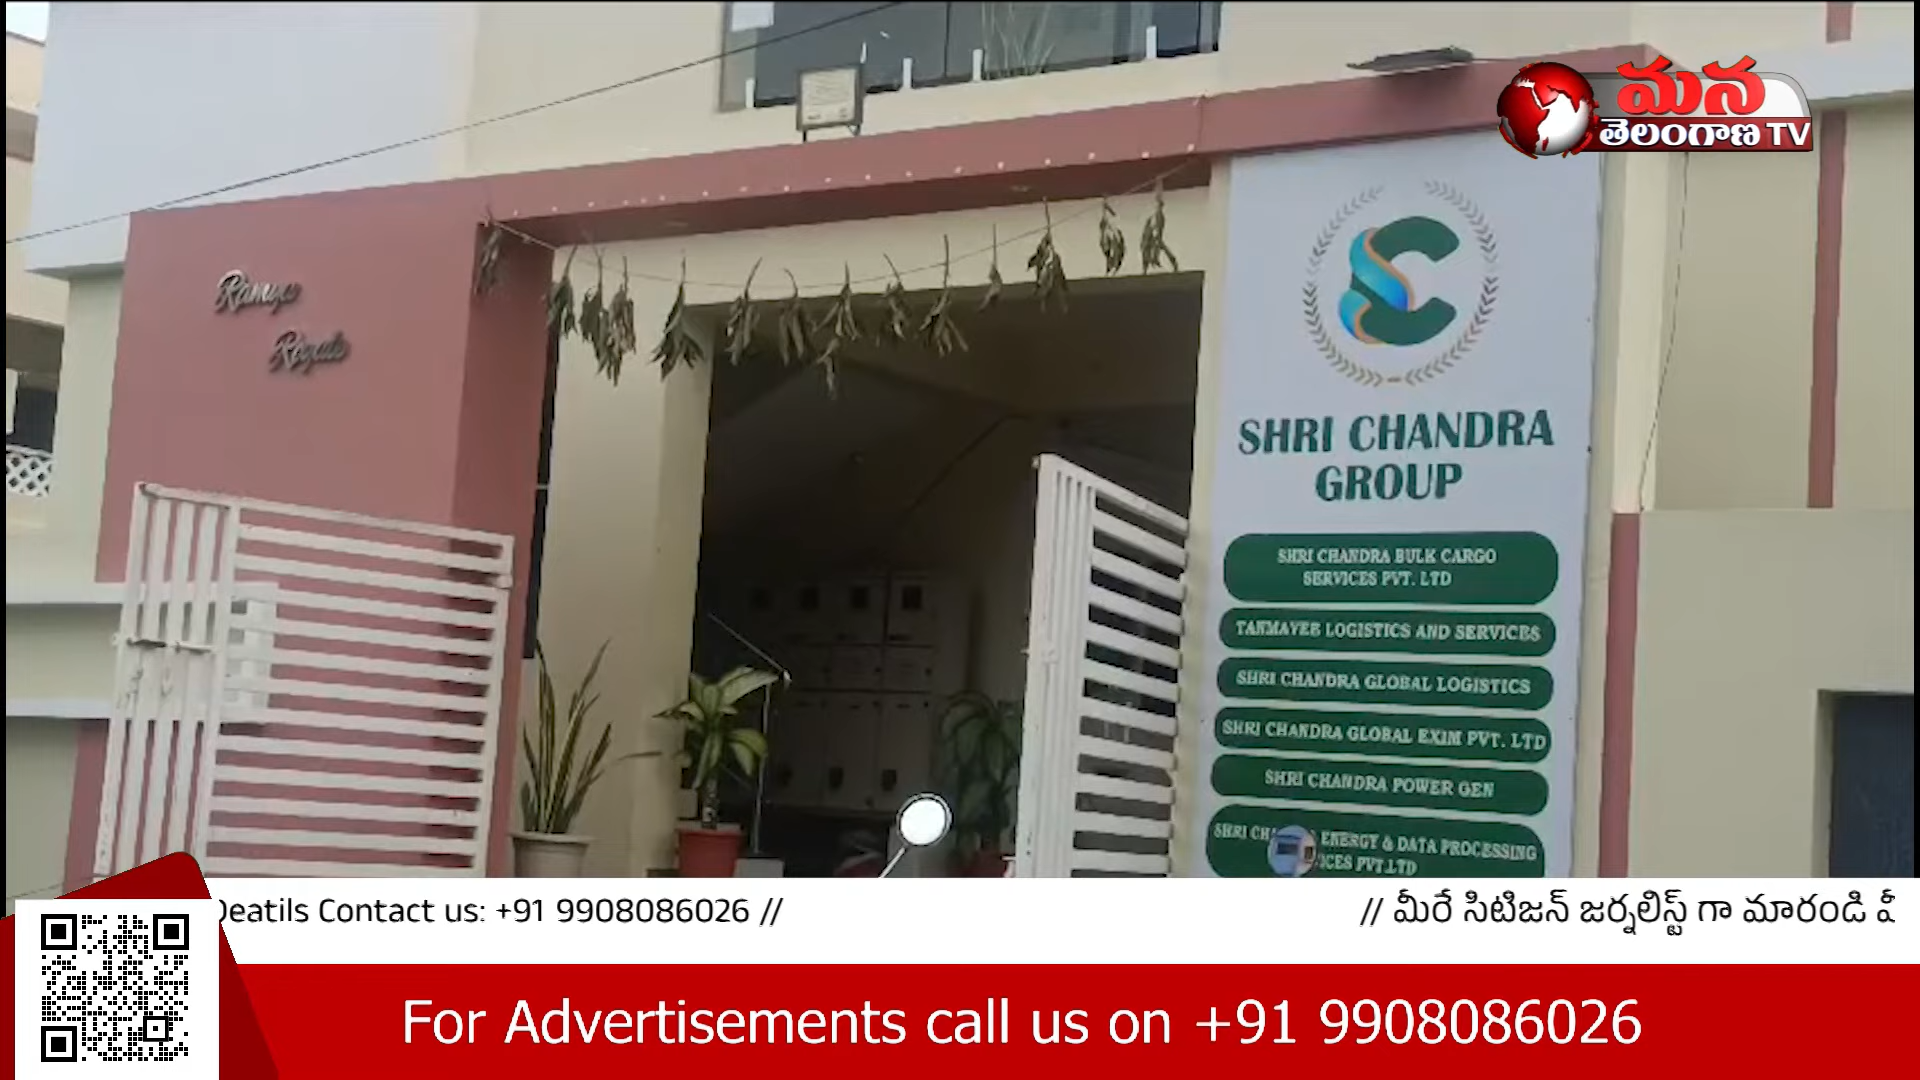 మన
తెలంగాణ TV
Ramya
Regals
SHRI CHANDRA
GROUP
SHRI CHANDRA BULK CARGO
SERVICES PVT. LTD
TANMAYEE LOGISTICS AND SERVICES
SHRI CHANDRA GLOBAL LOGISTICS
SHRI CHANDRA GLOBAL EXIM PVT. LTD
SHRI CHANDRA POWER GEN
SHRI ENERGY & DATA PROCESSING
PVT.LTD
Deatils Contact us: +91 9908086026 //
// మీరే సిటిజన్ జర్నలిస్ట్ గా మారండి
For Advertisements call us on +91 9908086026